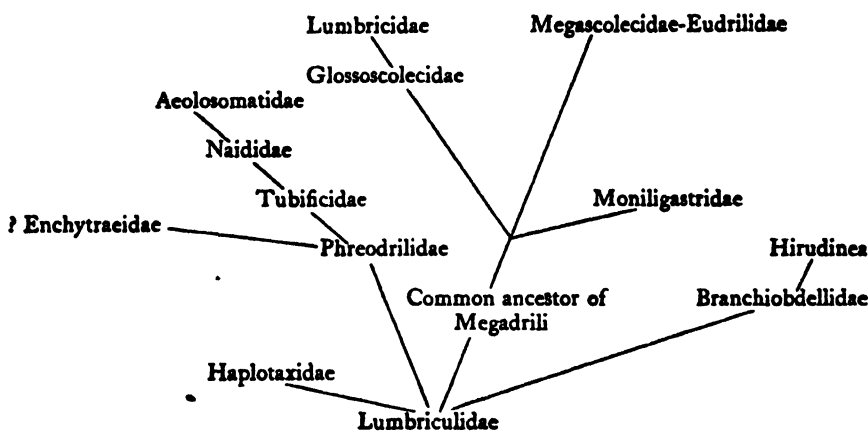 Lumbricidae
Megascolecidae-Eudrilidae
Glossoscolecidae
Aeolosomatidae
Naididae
Tubificidae
Moniligastridae
? Enchytraeidae
Phreodrilidae
Hirudinea
Common ancestor of
Megadrili
Branchiobdellidae
Haplotaxidae
Lumbriculidae